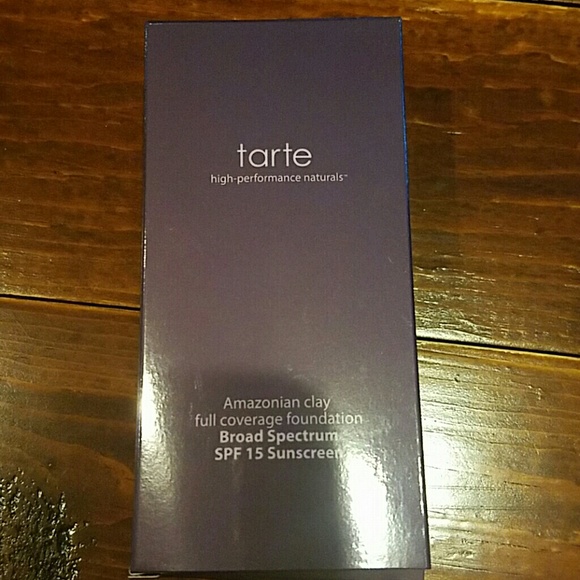 tarte
high-performance naturals™
Amazonian clay
full coverage foundation
Broad Spectrum
SPF 15 Sunscreen